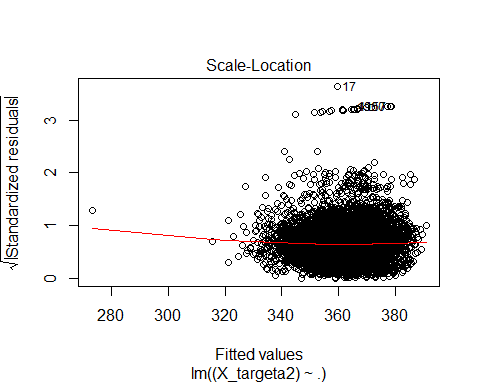 Scale-Location
√|Standardized residuals|
0 1 2 3
17
280 300 320 340 360 380
Fitted values
lm((X_targeta2) ~ .)